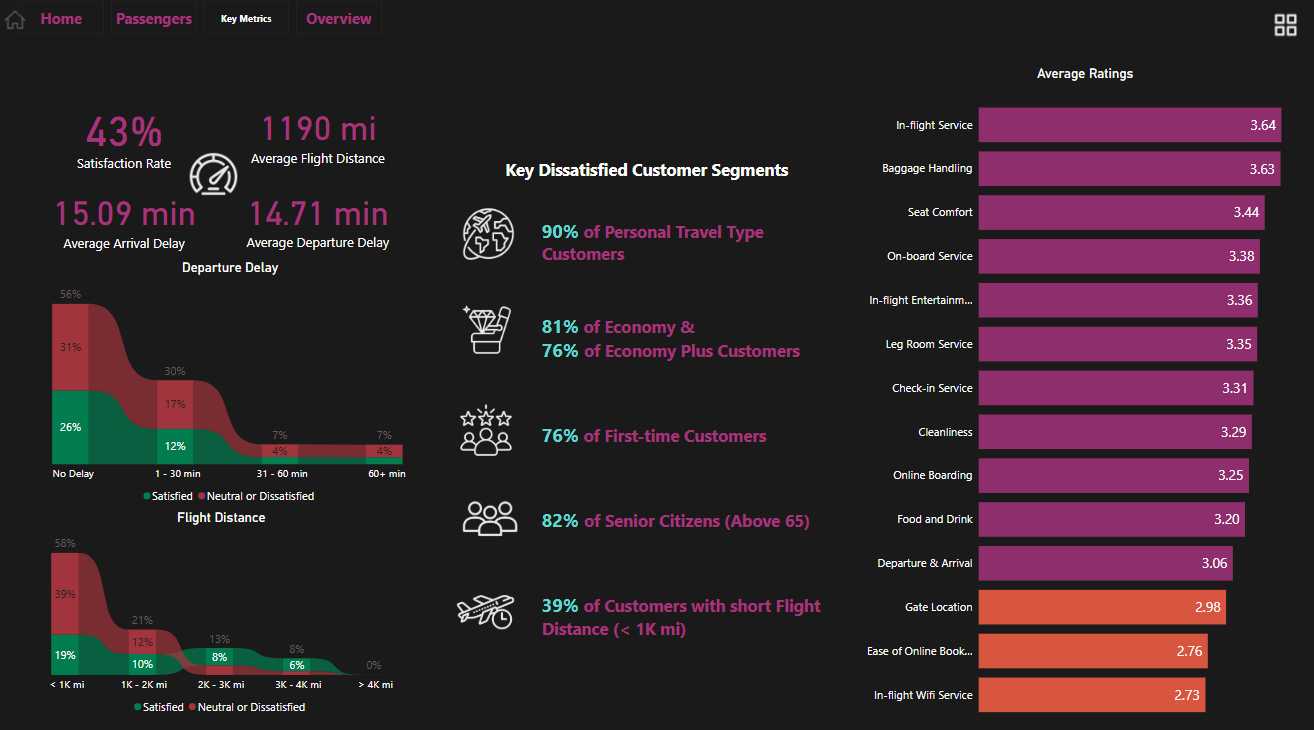 Home
Passengers
Key Metrics
Overview
43%
Satisfaction Rate
1190 mi
Average Flight Distance
15.09 min
Average Arrival Delay
14.71 min
Average Departure Delay
Departure Delay
56%
31%
26%
30%
17%
12%
7%
4%
7%
4%
No Delay
1 - 30 min
31 - 60 min
60+ min
Satisfied
Neutral or Dissatisfied
Flight Distance
58%
39%
19%
21%
12%
10%
13%
8%
8%
6%
0%
< 1K mi
1K - 2K mi
2K - 3K mi
3K - 4K mi
> 4K mi
Satisfied
Neutral or Dissatisfied
Key Dissatisfied Customer Segments
90% of Personal Travel Type
Customers
81% of Economy &
76% of Economy Plus Customers
76% of First-time Customers
82% of Senior Citizens (Above 65)
39% of Customers with short Flight
Distance (< 1K mi)
Average Ratings
In-flight Service 3.64
Baggage Handling 3.63
Seat Comfort 3.44
On-board Service 3.38
In-flight Entertainm... 3.36
Leg Room Service 3.35
Check-in Service 3.31
Cleanliness 3.29
Online Boarding 3.25
Food and Drink 3.20
Departure & Arrival 3.06
Gate Location 2.98
Ease of Online Book... 2.76
In-flight Wifi Service 2.73